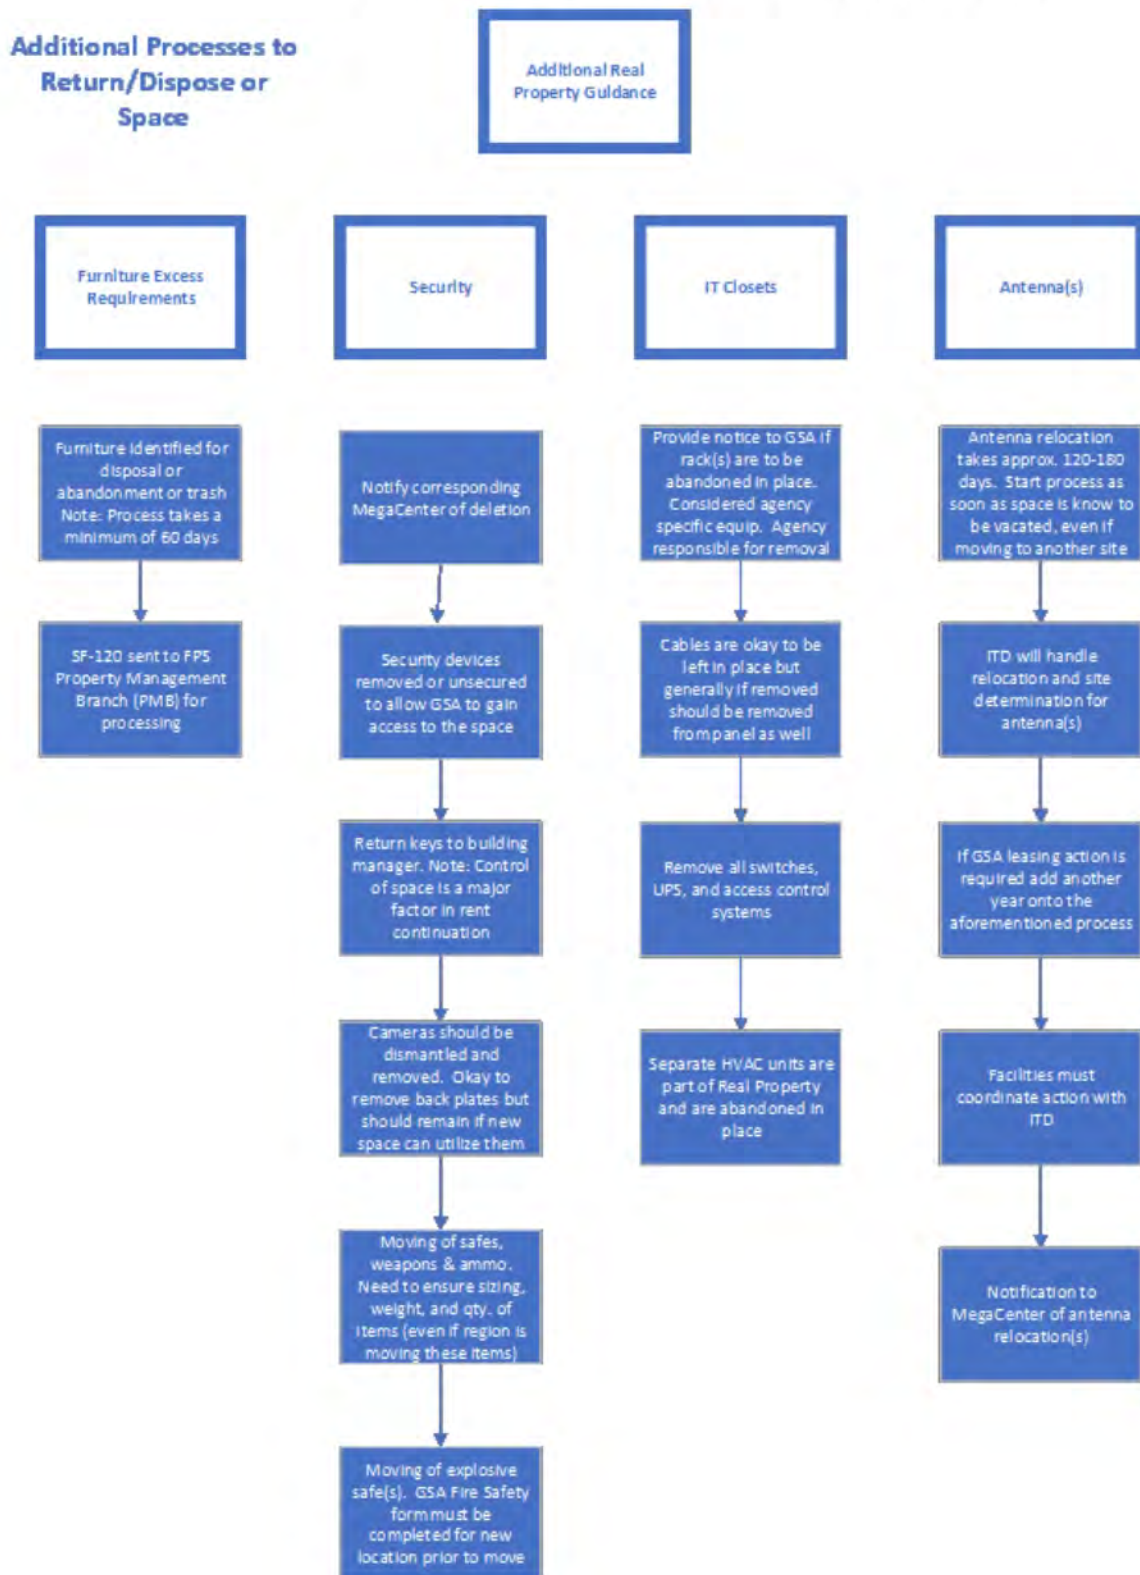 Additional Processes to
Return/Dispose or
Space
Additional Real
Property Guidance
Furniture Excess
Requirements
Security
IT Closets
Antenna(s)
Furniture identified for
disposal or
abandonment or trash
Note: Process takes a
minimum of 60 days
SF-120 sent to FPS
Property Management
Branch (PMB) for
processing
Notify corresponding
MegaCenter of deletion
Security devices
removed or unsecured
to allow GSA to gain
access to the space
Return keys to building
manager. Note: Control
of space is a major
factor in rent
continuation
Cameras should be
dismantled and
removed. Okay to
remove back plates but
should remain if new
space can utilize them
Moving of safes,
weapons & ammo.
Need to ensure sizing,
weight, and qty. of
items (even if region is
moving these items)
Moving of explosive
safe(s). GSA Fire Safety
form must be
completed for new
location prior to move
Provide notice to GSA if
rack(s) are to be
abandoned in place.
Considered agency
specific equip. Agency
responsible for removal
Cables are okay to be
left in place but
generally if removed
should be removed
from panel as well
Remove all switches,
UPS, and access control
systems
Separate HVAC units are
part of Real Property
and are abandoned in
place
Antenna relocation
takes approx. 120-180
days. Start process as
soon as space is know to
be vacated, even if
moving to another site
ITD will handle
relocation and site
determination for
antenna(s)
If GSA leasing action is
required add another
year onto the
aforementioned process
Facilities must
coordinate action with
ITD
Notification to
MegaCenter of antenna
relocation(s)